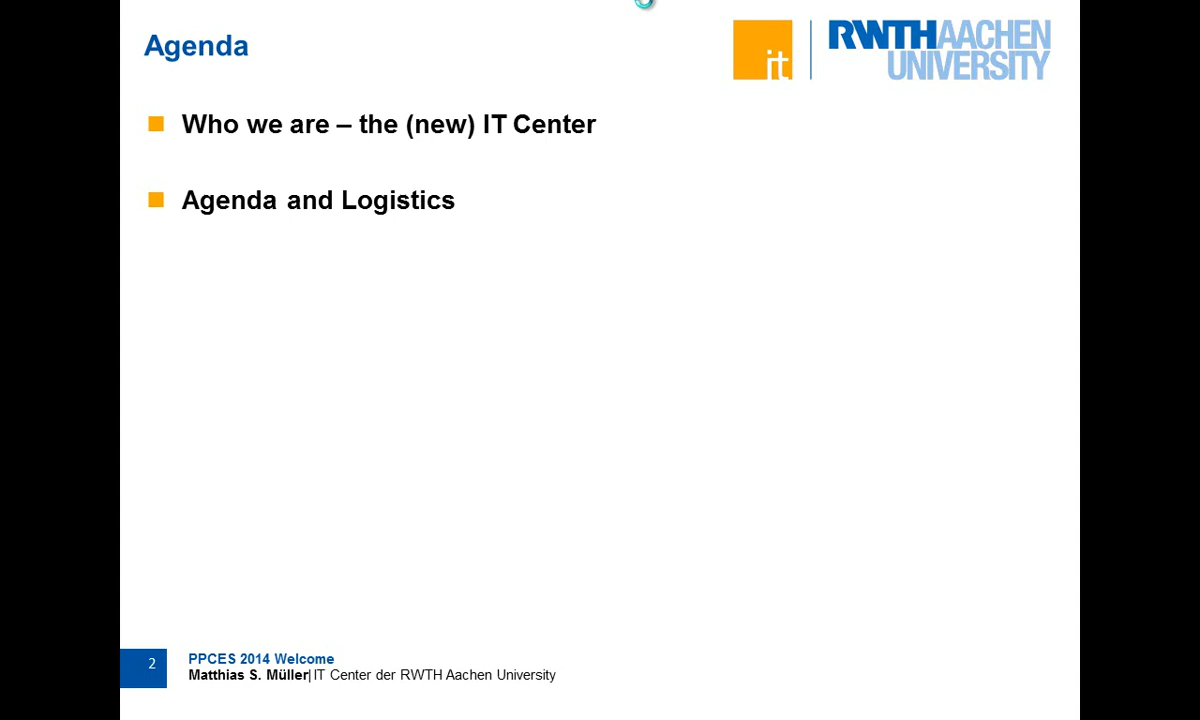 Agenda
it
RWTHAACHEN
UNIVERSITY
Who we are – the (new) IT Center
Agenda and Logistics
2
PPCES 2014 Welcome
Matthias S. Müller| IT Center der RWTH Aachen University